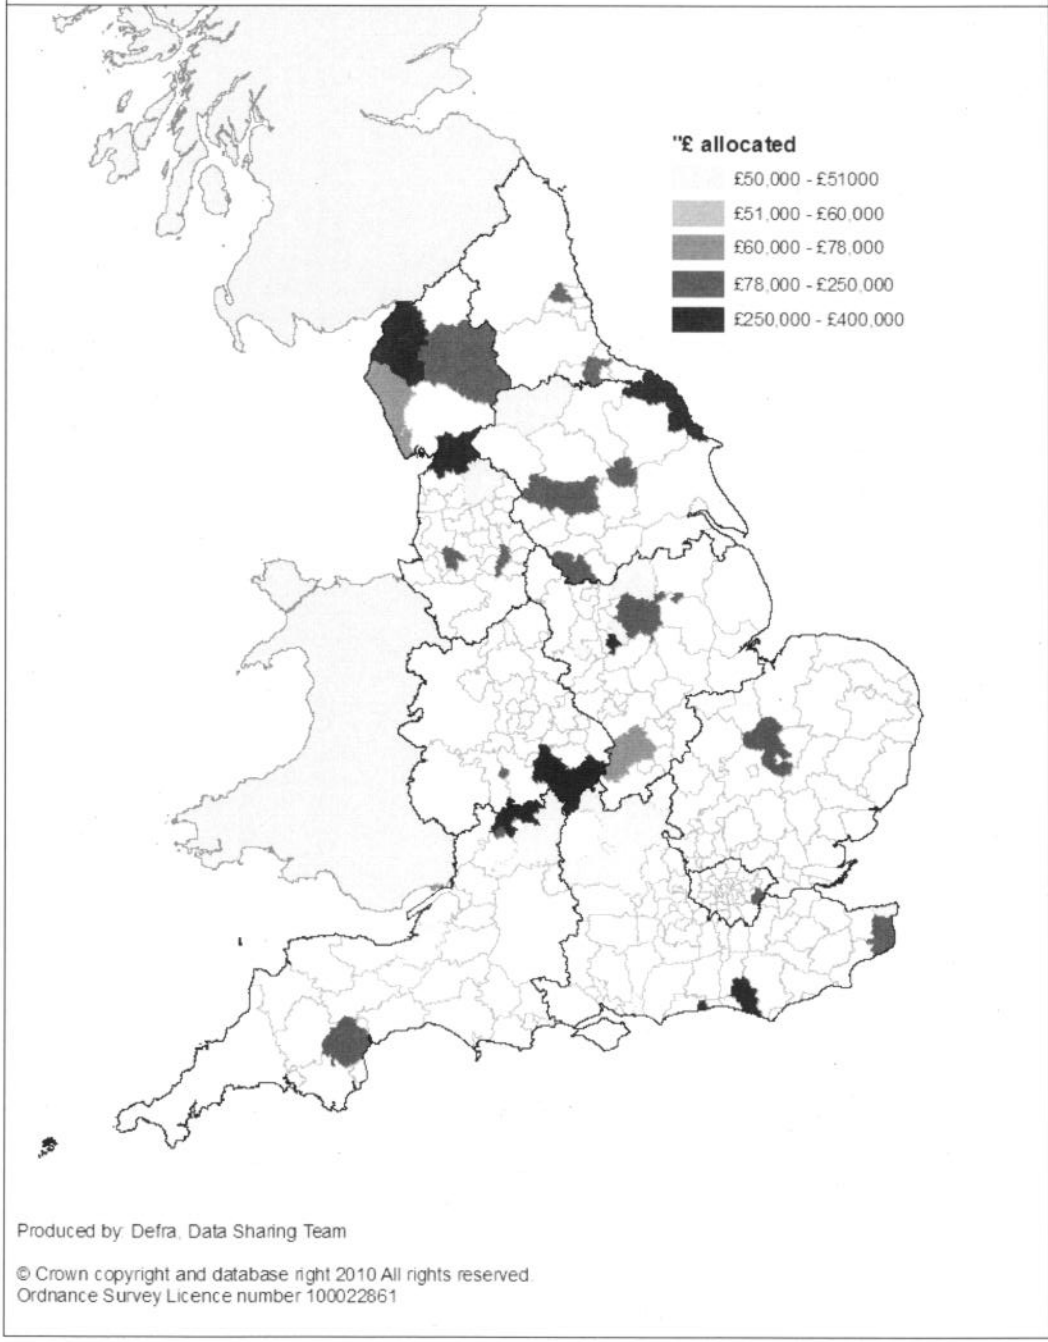 "£ allocated
£50,000 - £51000
£51,000 - £60,000
£60,000 - £78,000
£78,000 - £250,000
£250,000 - £400,000
Produced by: Defra, Data Sharing Team
© Crown copyright and database right 2010 All rights reserved.
Ordnance Survey Licence number 100022861